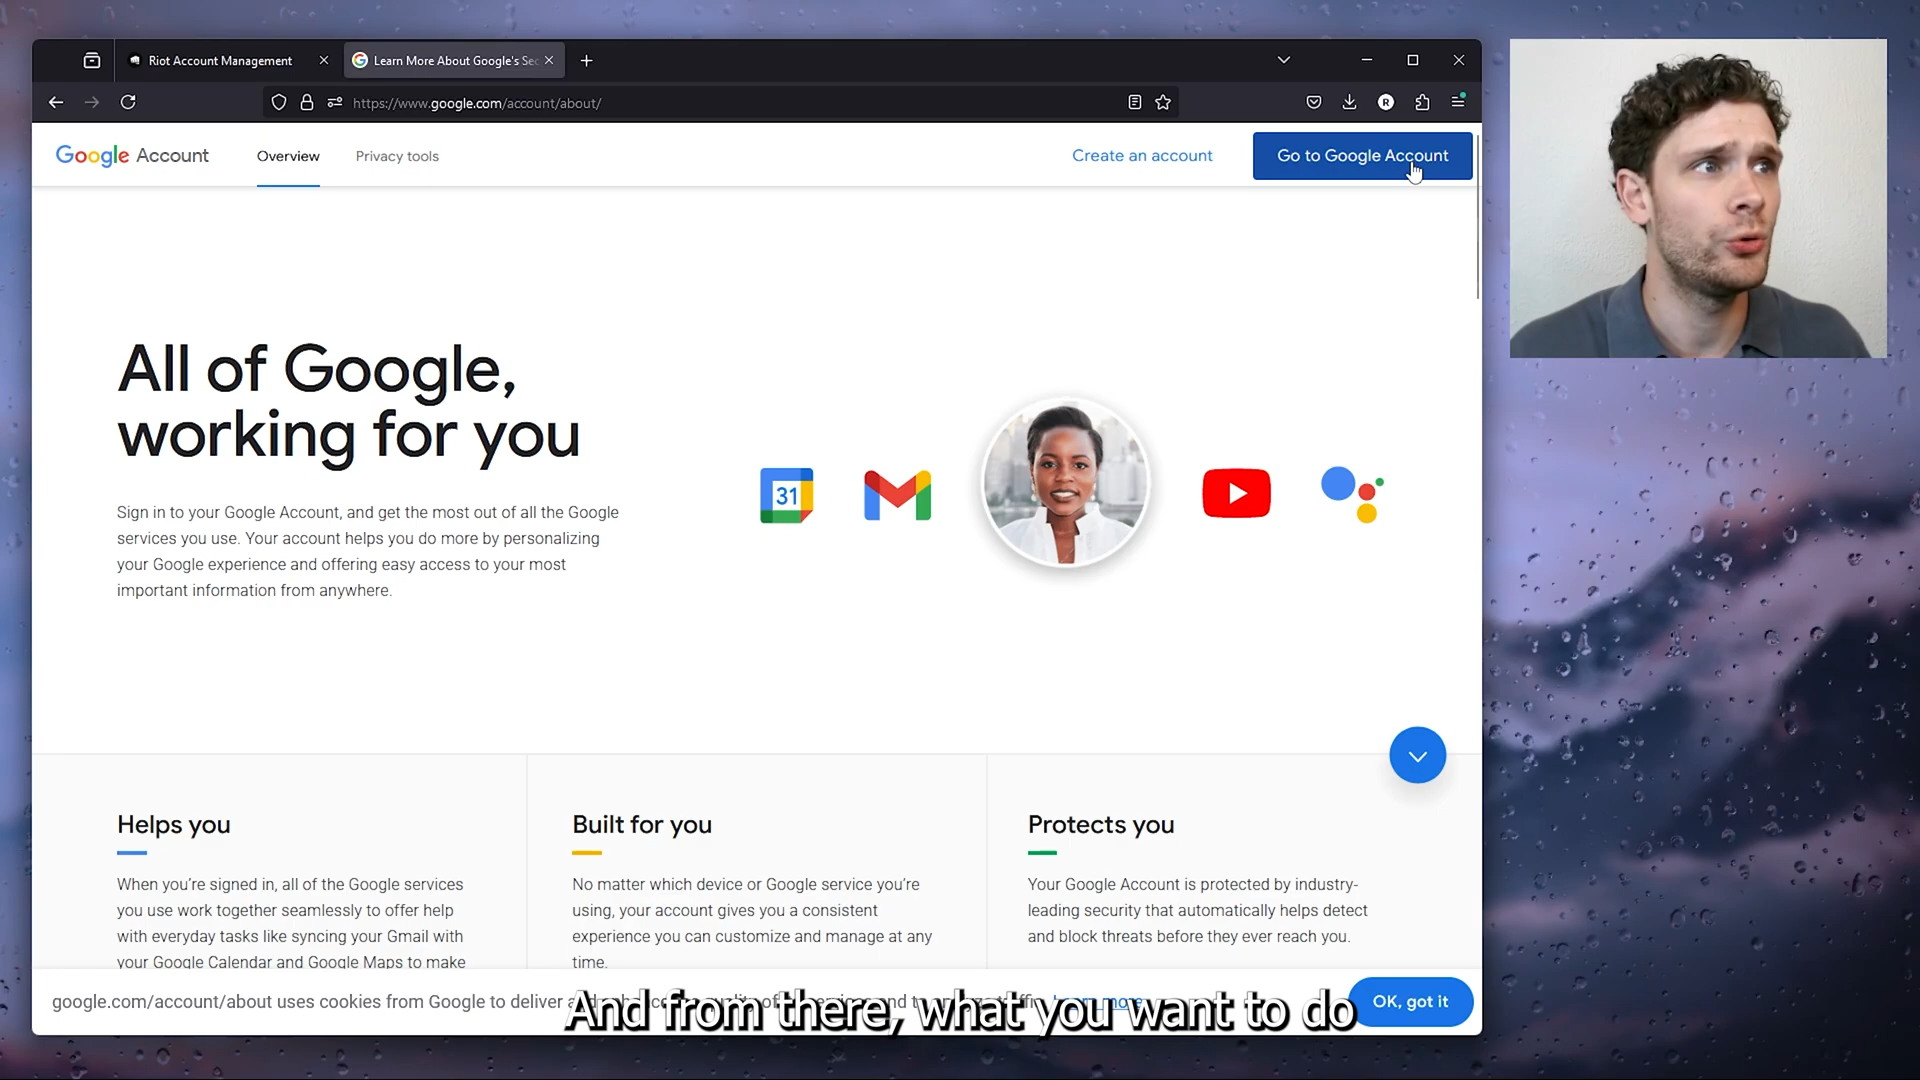 Riot Account Management
Learn More About Google's Sec
https://www.google.com/account/about/
R
Google Account
Overview
Privacy tools
Create an account
Go to Google Account
All of Google,
working for you
Sign in to your Google Account, and get the most out of all the Google
services you use. Your account helps you do more by personalizing
your Google experience and offering easy access to your most
important information from anywhere.
31
Helps you
When you're signed in, all of the Google services
you use work together seamlessly to offer help
with everyday tasks like syncing your Gmail with
your Google Calendar and Google Maps to make
Built for you
No matter which device or Google service you're
using, your account gives you a consistent
experience you can customize and manage at any
time.
Protects you
Your Google Account is protected by industry-
leading security that automatically helps detect
and block threats before they ever reach you.
google.com/account/about uses cookies from Google to deliver
OK, got it
And from there, what you want to do